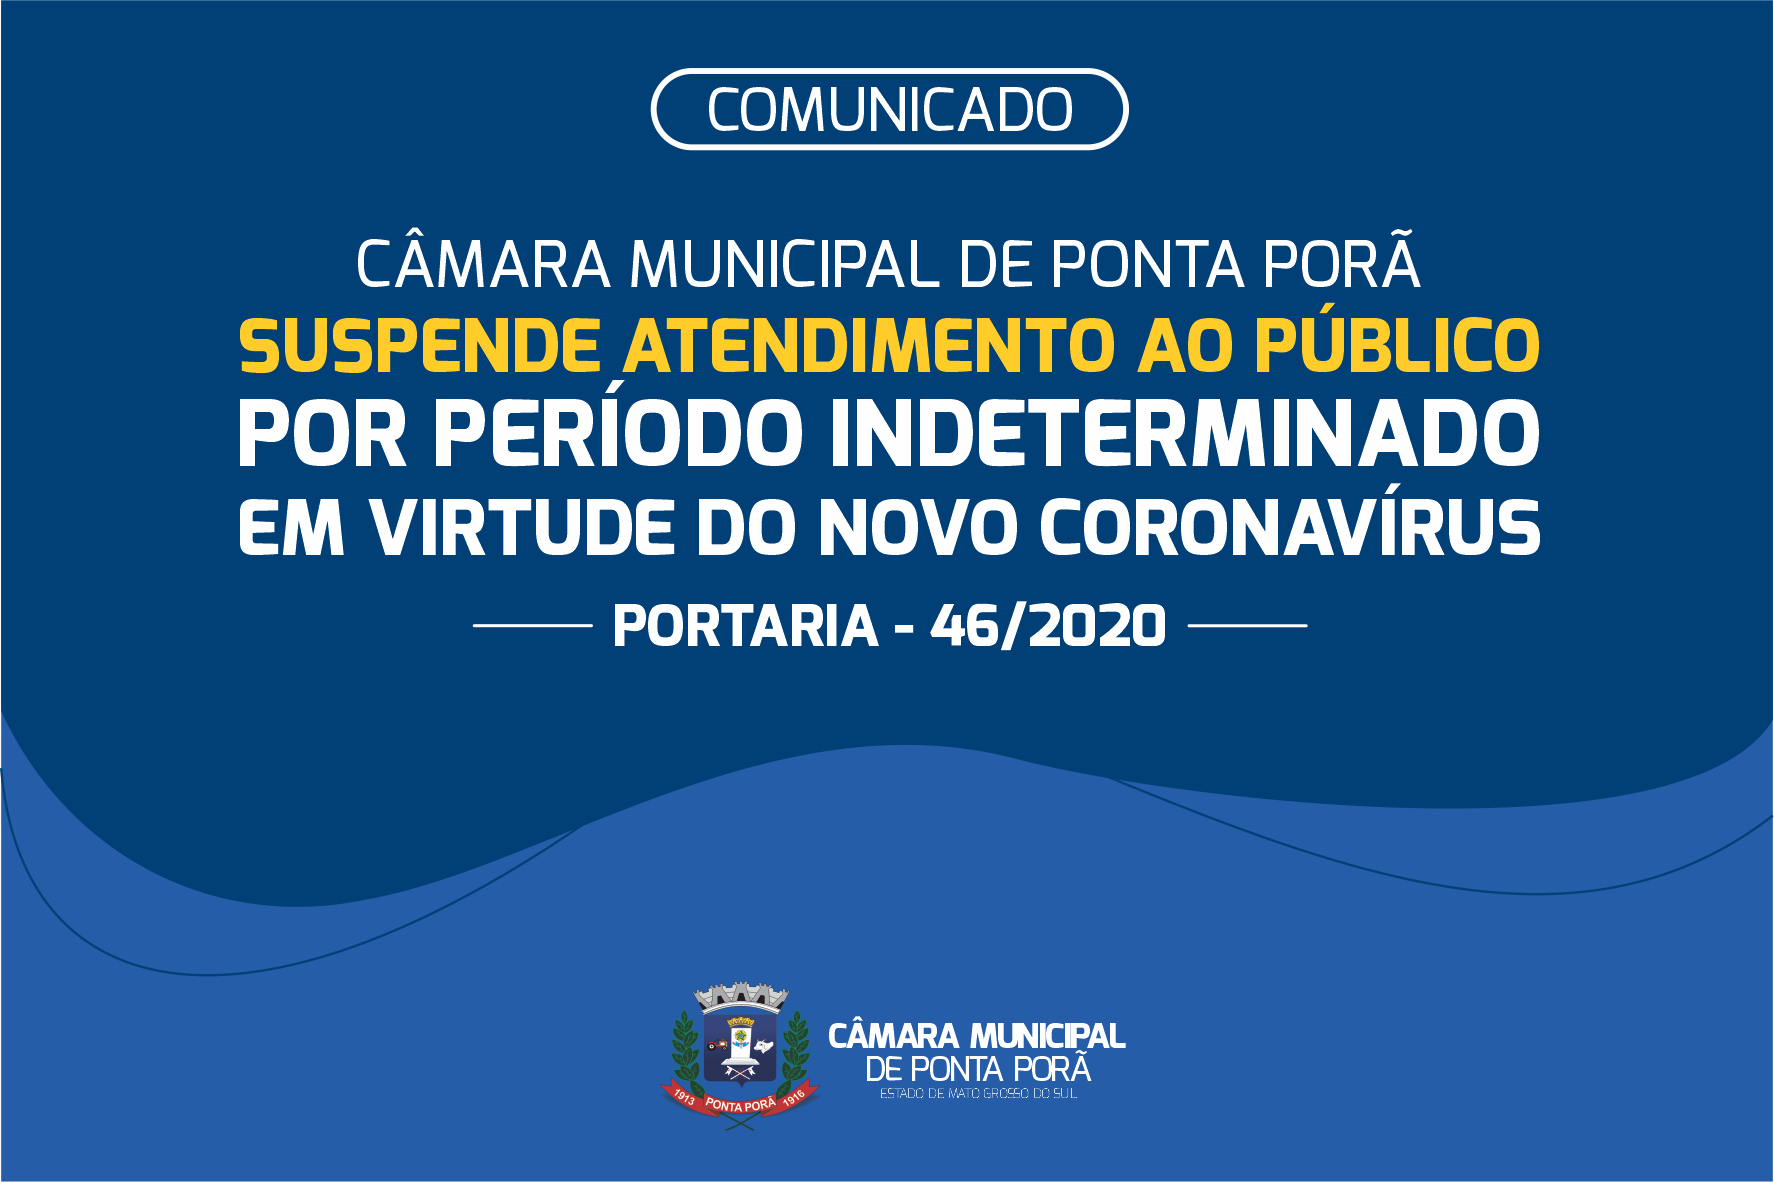 COMUNICADO
CÂMARA MUNICIPAL DE PONTA PORÃ
SUSPENDE ATENDIMENTO AO PÚBLICO
POR PERÍODO INDETERMINADO
EM VIRTUDE DO NOVO CORONAVÍRUS
PORTARIA - 46/2020
CÂMARA MUNICIPAL
DE PONTA PORÃ
ESTADO DE MATO GROSSO DO SUL
1913 PONTA PORÃ 1916